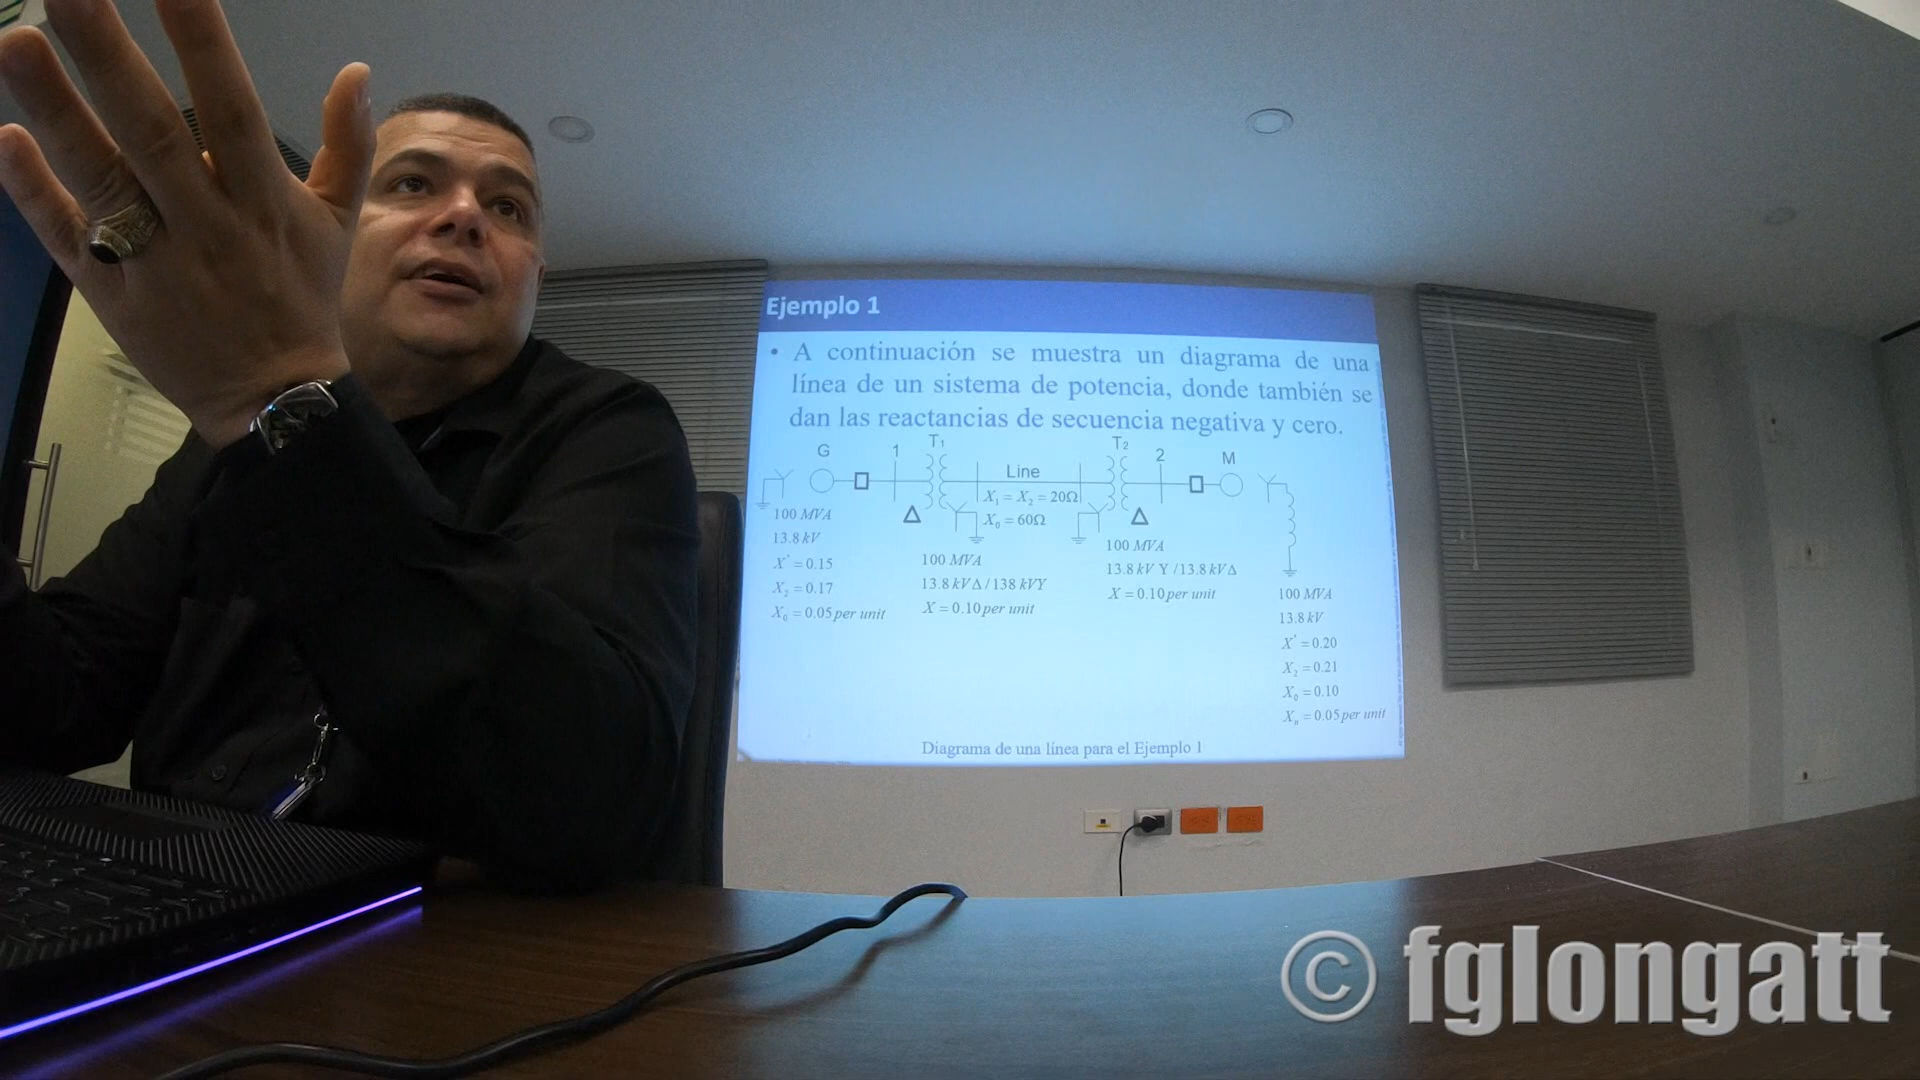 Ejemplo 1
• A continuación se muestra un diagrama de una
línea de un sistema de potencia, donde también se
dan las reactancias de secuencia negativa y cero.
G
1
T₁
Line
T₂
2
M
X₁ = X₂ = 20Ω
X₀ = 60Ω
Δ
Δ
100 MVA
13.8 kV
X" = 0.15
X₂ = 0.17
X₀ = 0.05 per unit
100 MVA
13.8 kV Δ / 138 kV Y
X = 0.10 per unit
100 MVA
13.8 kV Y / 13.8 kV Δ
X = 0.10 per unit
100 MVA
13.8 kV
X" = 0.20
X₂ = 0.21
X₀ = 0.10
Xₙ = 0.05 per unit
Diagrama de una línea para el Ejemplo 1
© fglongatt